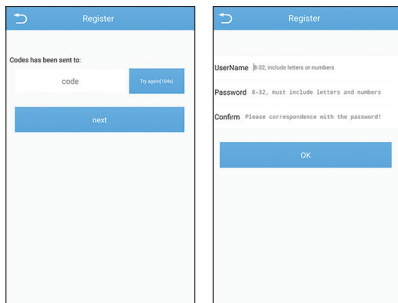 Register
Codes has been sent to:
code
Try again(104s)
next
Register
UserName 8-32, include letters or numbers
Password 8-32, must include letters and numbers
Confirm Please correspondence with the password!
OK